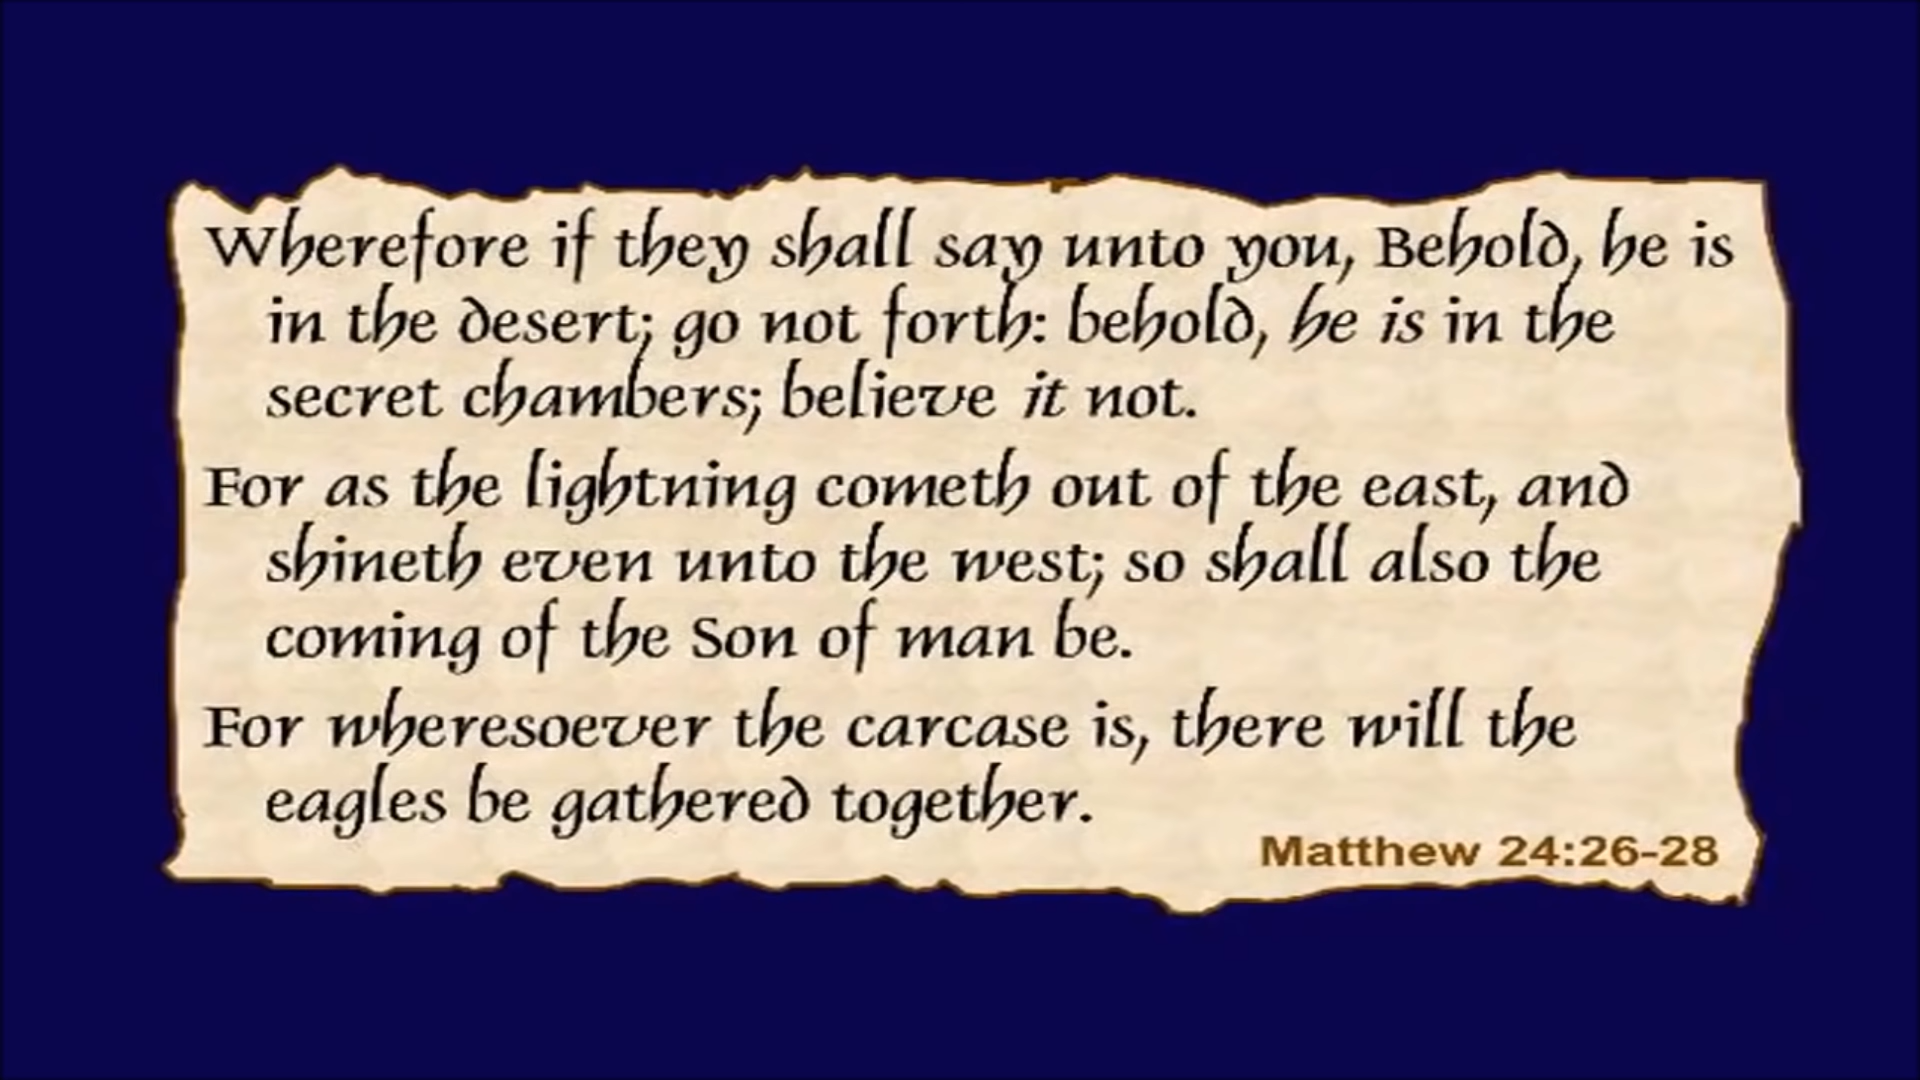 Wherefore if they shall say unto you, Behold, he is
in the desert; go not forth: behold, he is in the
secret chambers; believe it not.
For as the lightning cometh out of the east, and
shineth even unto the west; so shall also the
coming of the Son of man be.
For wheresoever the carcase is, there will the
eagles be gathered together.
Matthew 24:26-28